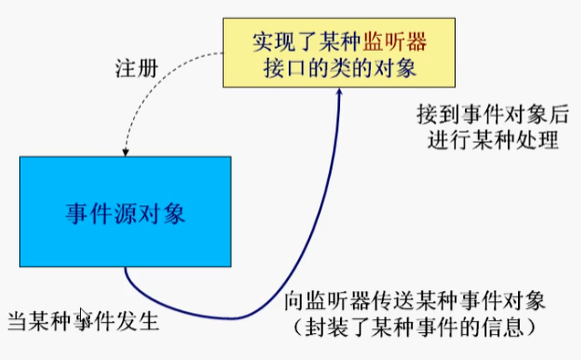 实现了某种监听器
接口的类的对象
注册
接到事件对象后
进行某种处理
事件源对象
向监听器传送某种事件对象
（封装了某种事件的信息）
当某种事件发生